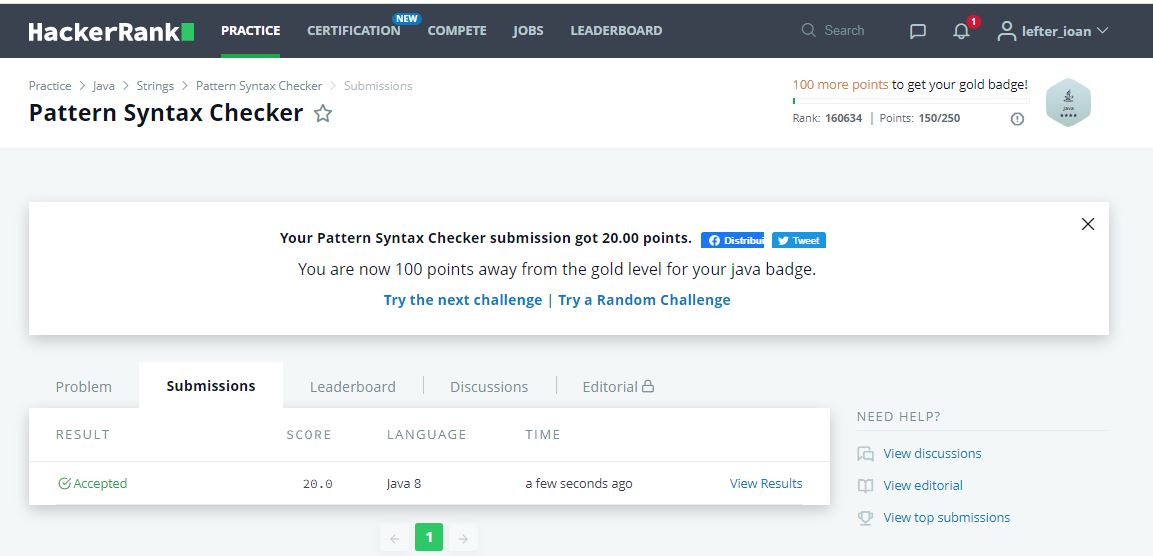 HackerRank PRACTICE CERTIFICATION NEW COMPETE JOBS LEADERBOARD Search 1 lefter_ioan
Practice Java Strings Pattern Syntax Checker Submissions
Pattern Syntax Checker
100 more points to get your gold badge!
Rank: 160634 | Points: 150/250
Java
Your Pattern Syntax Checker submission got 20.00 points. Distribui Tweet
You are now 100 points away from the gold level for your java badge.
Try the next challenge | Try a Random Challenge
Problem Submissions Leaderboard Discussions Editorial
RESULT SCORE LANGUAGE TIME
Accepted 20.0 Java 8 a few seconds ago View Results
1
NEED HELP?
View discussions
View editorial
View top submissions